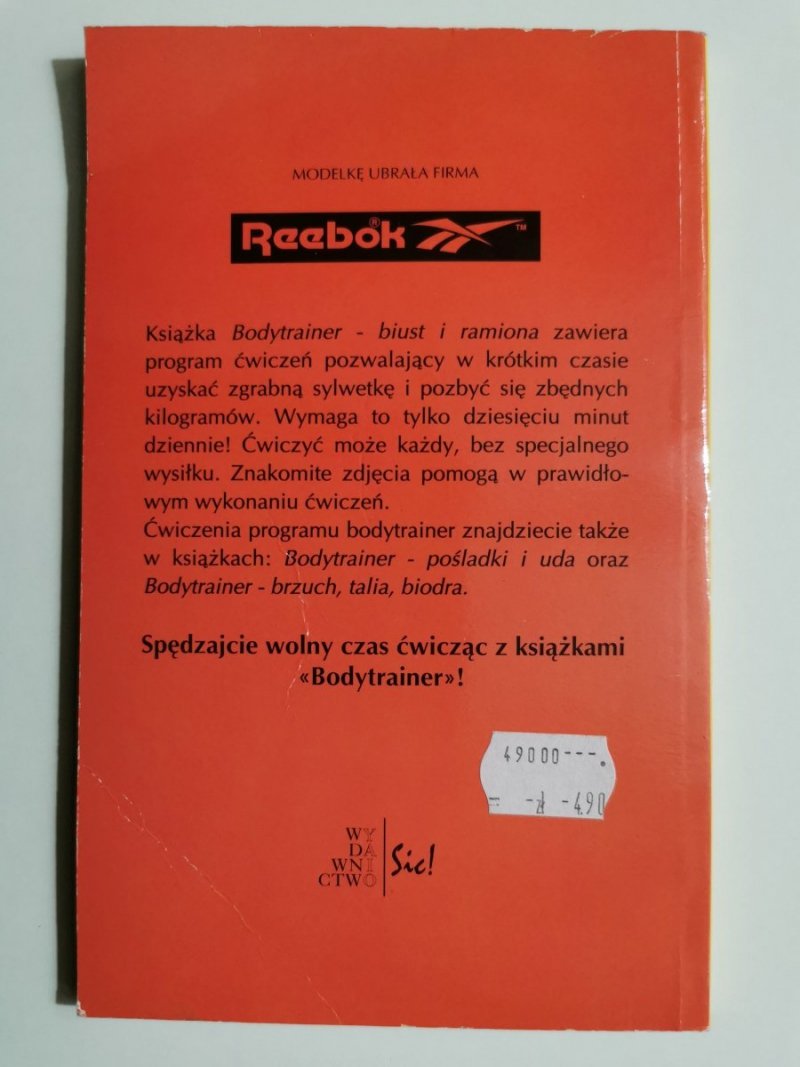 MODELKĘ UBRAŁA FIRMA
Reebok® ™
Książka Bodytrainer - biust i ramiona zawiera
program ćwiczeń pozwalający w krótkim czasie
uzyskać zgrabną sylwetkę i pozbyć się zbędnych
kilogramów. Wymaga to tylko dziesięciu minut
dziennie! Ćwiczyć może każdy, bez specjalnego
wysiłku. Znakomite zdjęcia pomogą w prawidło-
wym wykonaniu ćwiczeń.
Ćwiczenia programu bodytrainer znajdziecie także
w książkach: Bodytrainer - pośladki i uda oraz
Bodytrainer - brzuch, talia, biodra.
Spędzajcie wolny czas ćwicząc z książkami
«Bodytrainer»!
49000---.
= -zł -4.90
WY
DA
WNI
CTWO
Sic!